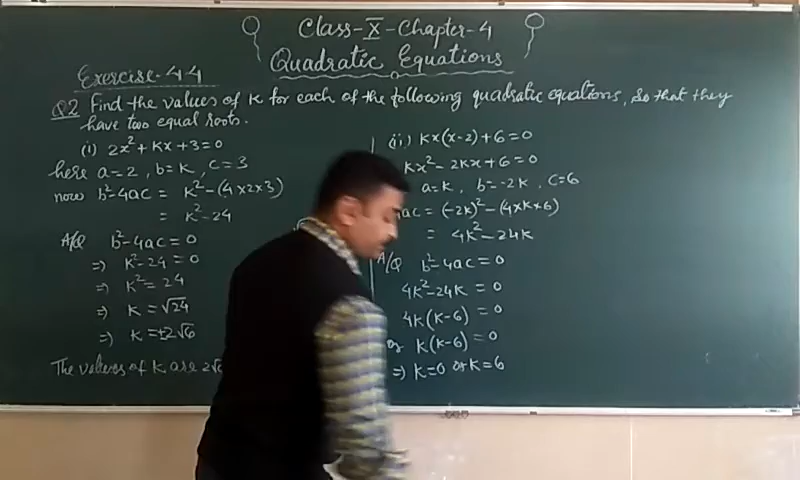 Class-X-Chapter-4
Quadratic Equations
Exercise-4.4
Q2 Find the values of K for each of the following quadratic equations, so that they
have two equal roots.
(i) 2x²+Kx+3=0
here a=2, b=K, c=3
now b²-4ac = K²-(4×2×3)
= K²-24
A/Q b²-4ac=0
=) K²-24=0
=) K²=24
=) K=√24
=) K=±2√6
The values of K are 2√6
(ii) Kx(x-2)+6=0
Kx²-2Kx+6=0
a=K, b=-2K, c=6
ac = (-2K)²-(4×K×6)
= 4K²-24K
A/Q b²-4ac=0
4K²-24K=0
4K(K-6)=0
or K(K-6)=0
=) K=0 or K=6